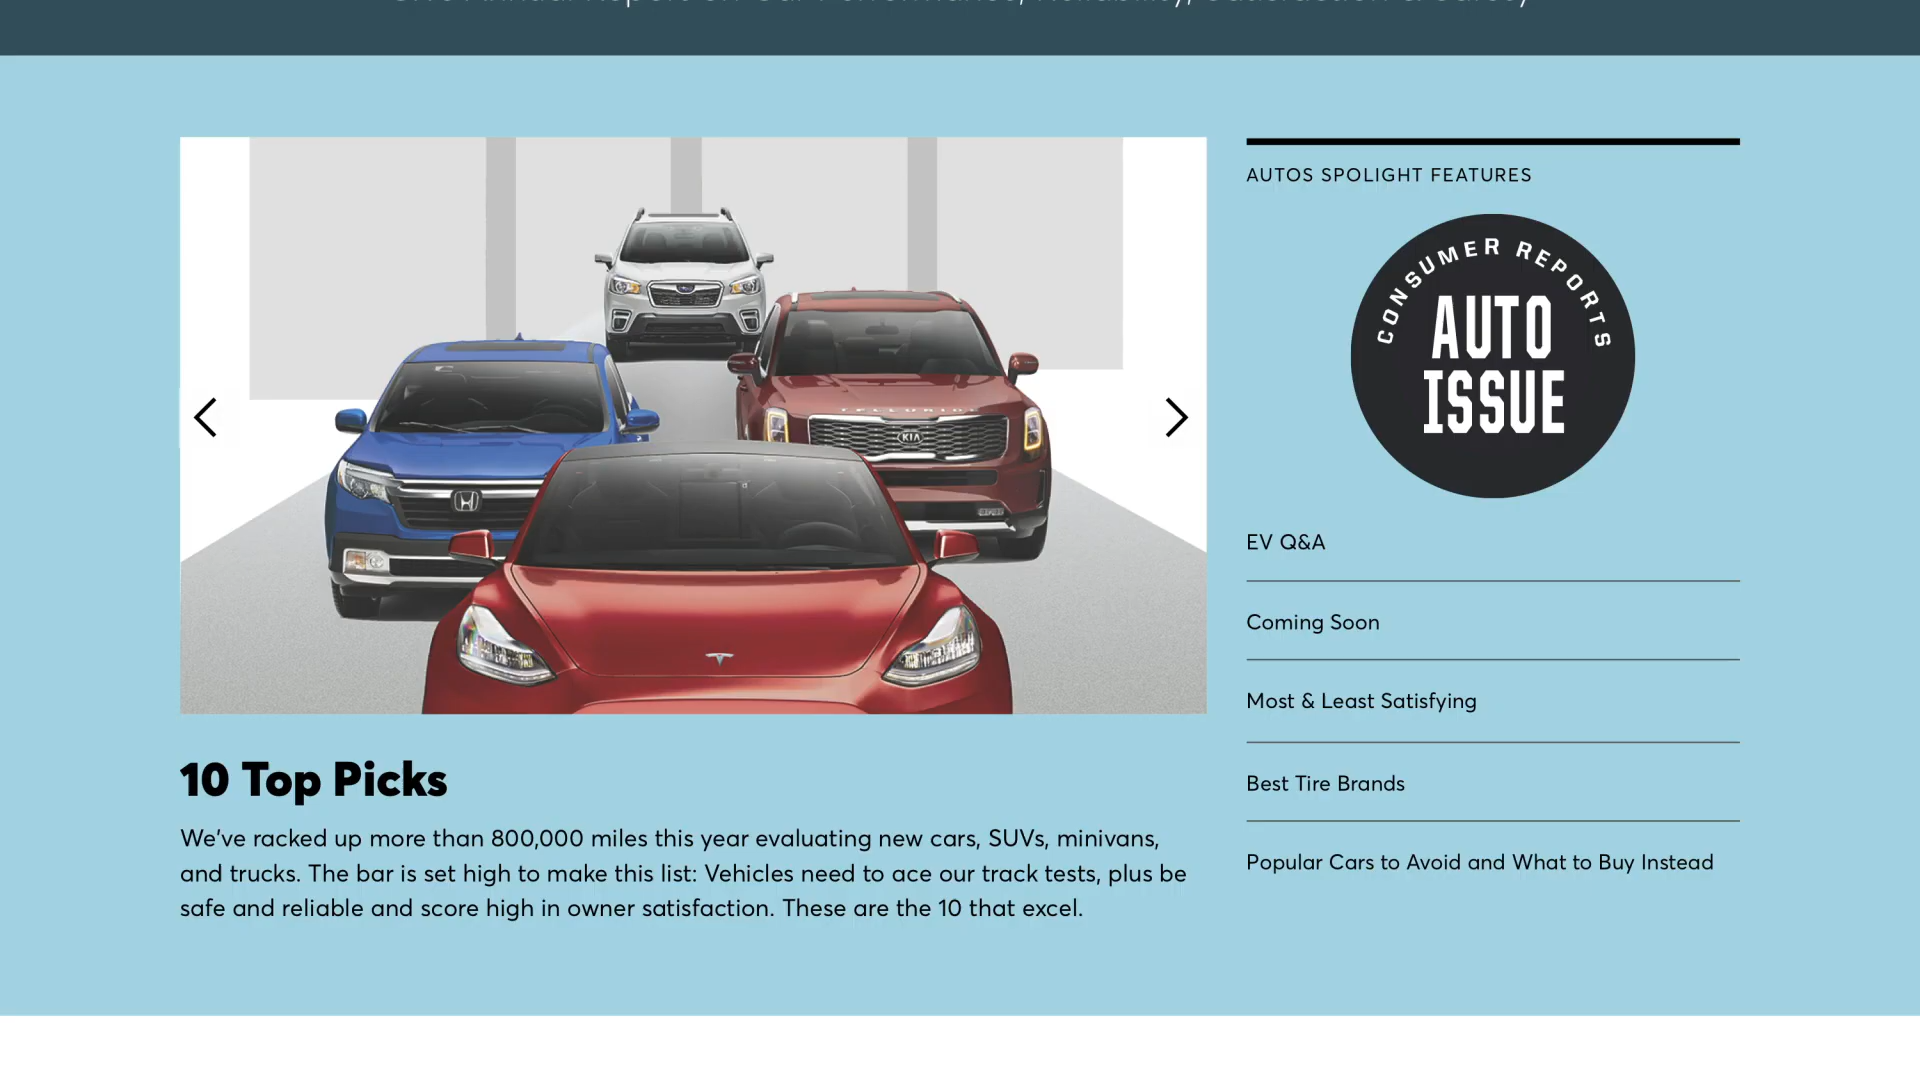 AUTOS SPOLIGHT FEATURES
CONSUMER REPORTS
AUTO
ISSUE
TELLURIDE
KIA
EV Q&A
Coming Soon
Most & Least Satisfying
10 Top Picks
Best Tire Brands
We've racked up more than 800,000 miles this year evaluating new cars, SUVs, minivans,
and trucks. The bar is set high to make this list: Vehicles need to ace our track tests, plus be
safe and reliable and score high in owner satisfaction. These are the 10 that excel.
Popular Cars to Avoid and What to Buy Instead